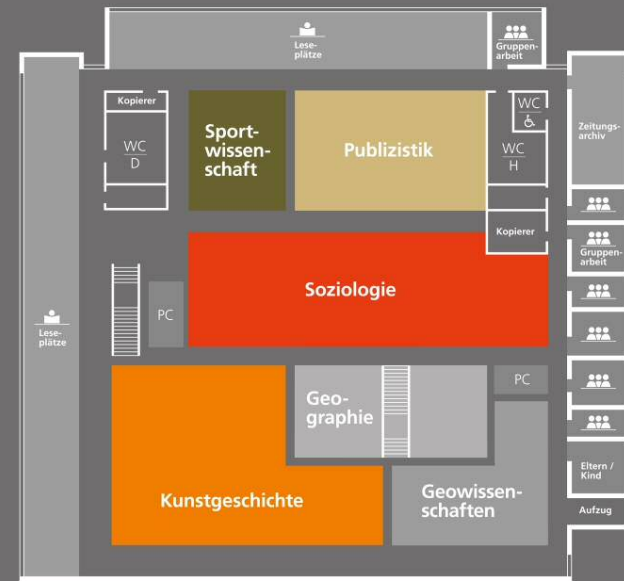 Lese-
plätze
Gruppen-
arbeit
Kopierer
WC
D
Sport-
wissen-
schaft
Publizistik
WC
WC
H
Zeitungs-
archiv
Kopierer
Gruppen-
arbeit
Soziologie
PC
Lese-
plätze
Geo-
graphie
PC
Kunstgeschichte
Geowissen-
schaften
Eltern /
Kind
Aufzug